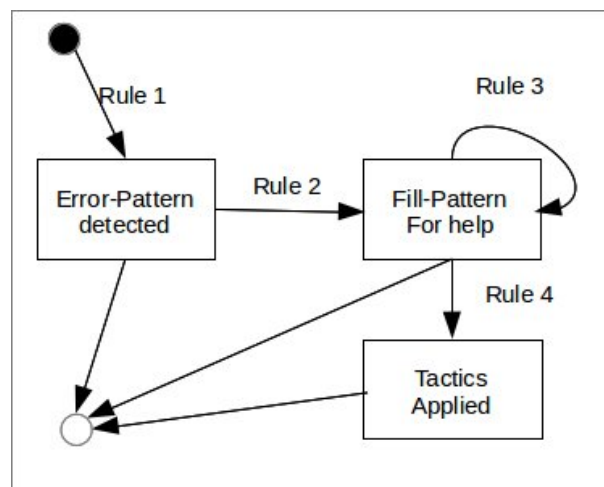 Rule 1
Rule 3
Rule 2
Error-Pattern
detected
Fill-Pattern
For help
Rule 4
Tactics
Applied